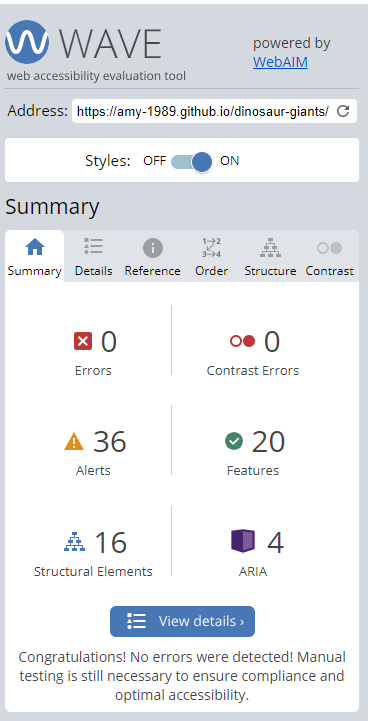 WAVE
powered by
WebAIM
web accessibility evaluation tool
Address: https://amy-1989.github.io/dinosaur-giants/
Styles: OFF ON
Summary
Summary Details Reference Order Structure Contrast
0 0
Errors Contrast Errors
36 20
Alerts Features
16 4
Structural Elements ARIA
View details ›
Congratulations! No errors were detected! Manual
testing is still necessary to ensure compliance and
optimal accessibility.